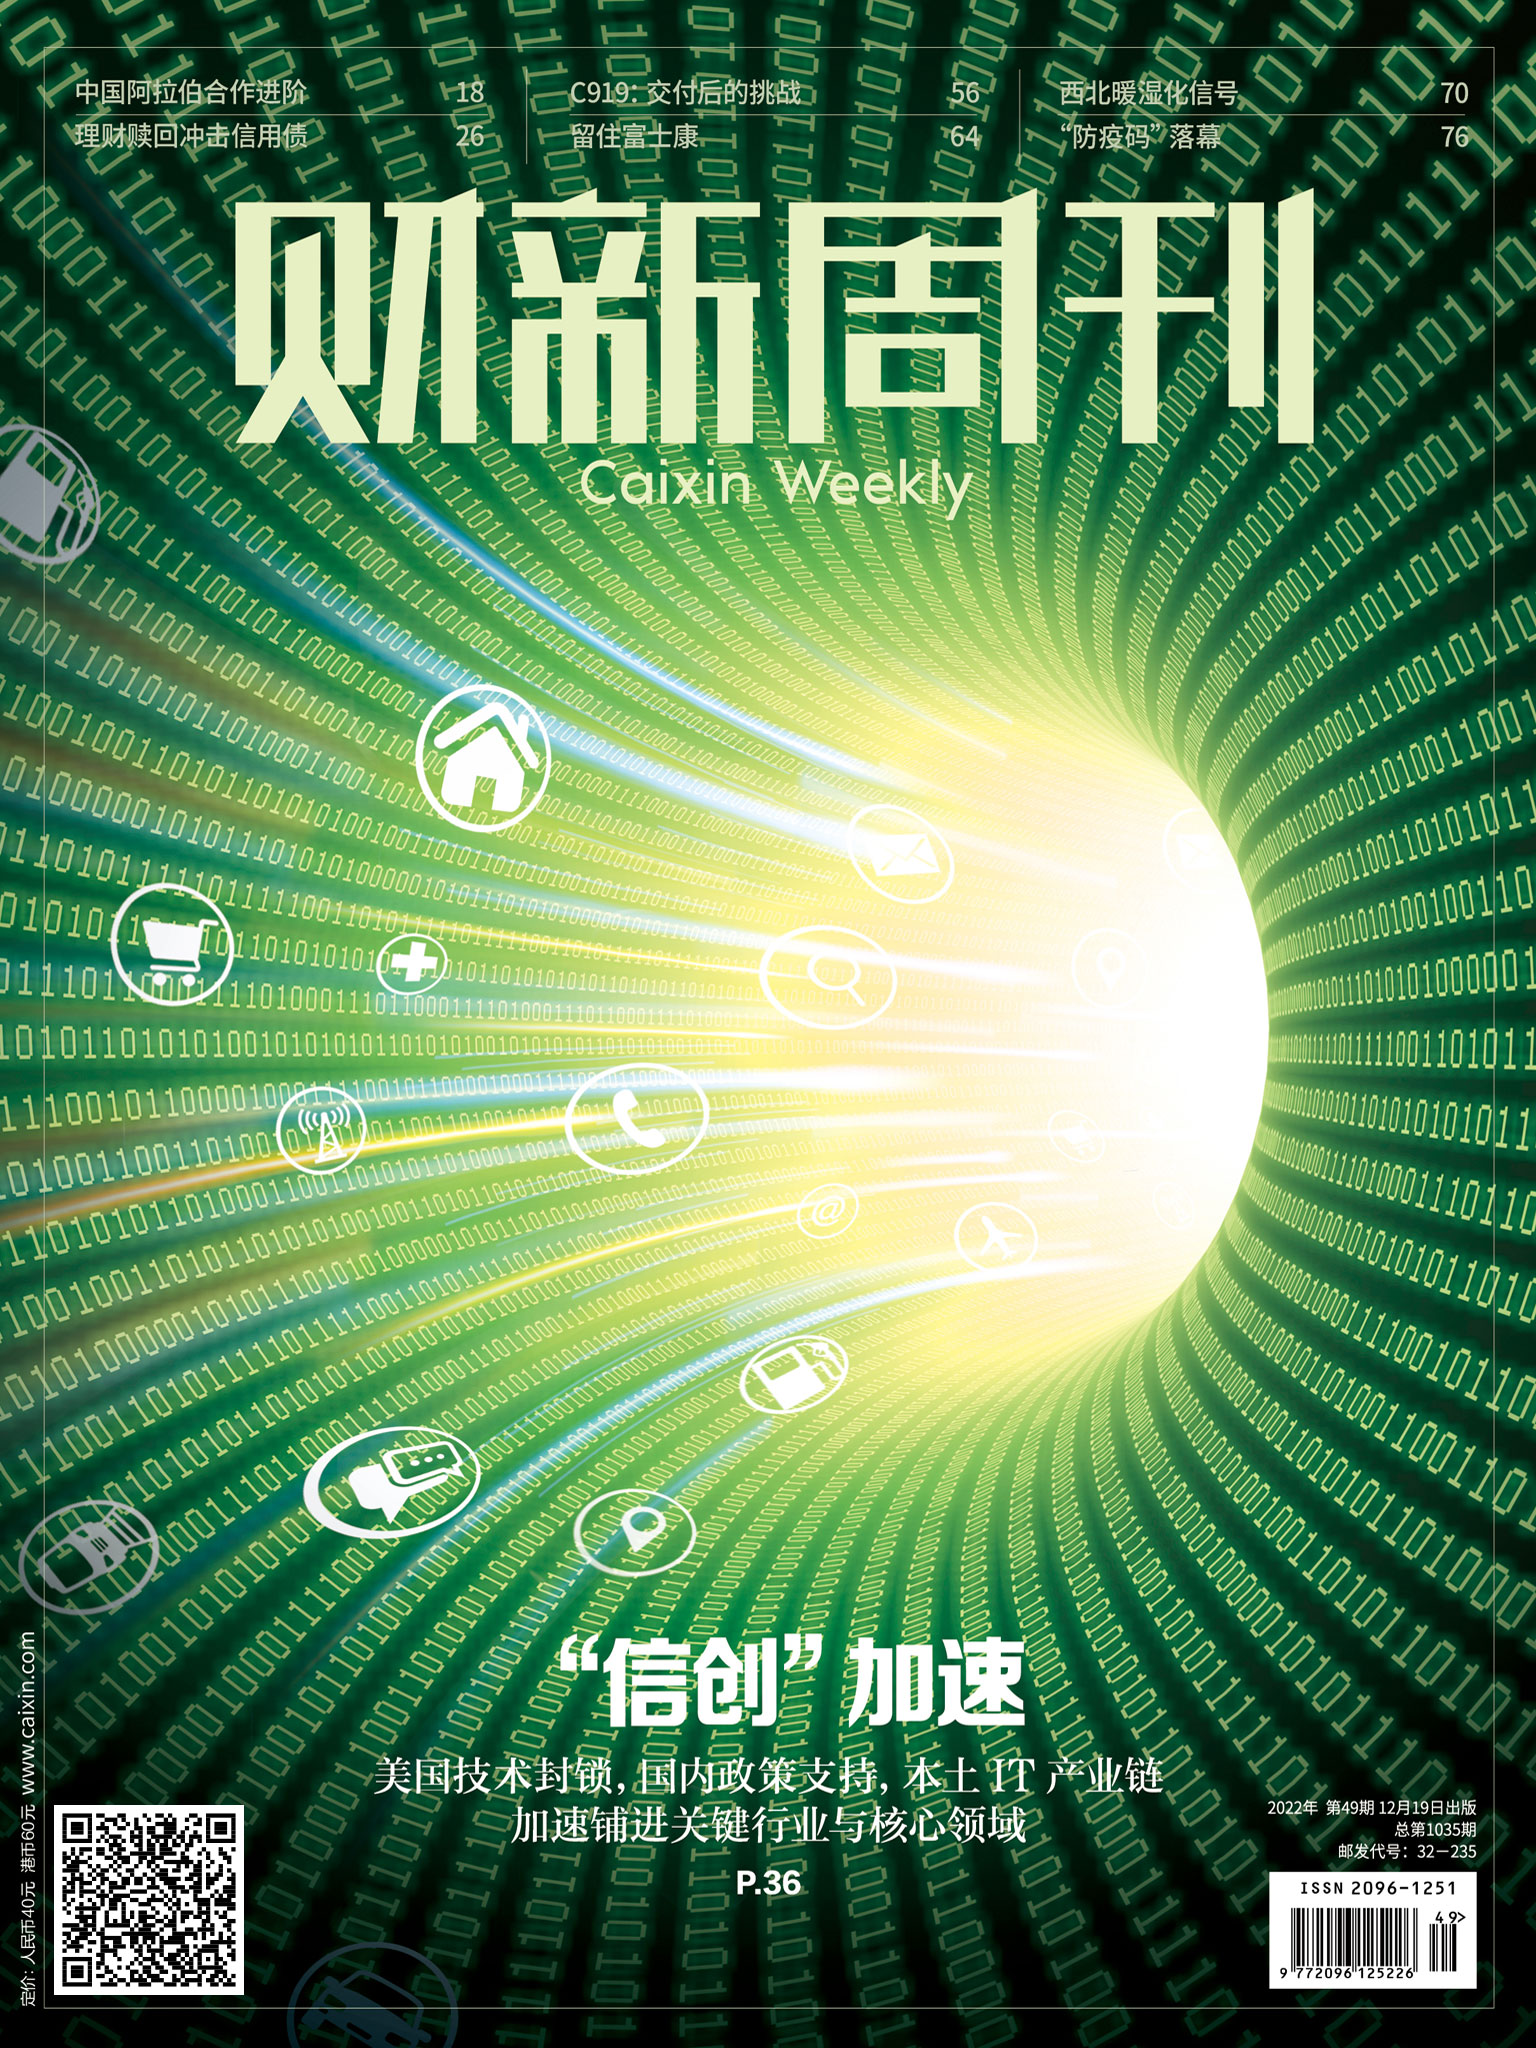 中国阿拉伯合作进阶 18
理财赎回冲击信用债 26
C919：交付后的挑战 56
留住富士康 64
西北暖湿化信号 70
“防疫码”落幕 76
财新周刊
Caixin Weekly
“信创”加速
美国技术封锁，国内政策支持，本土 IT 产业链
加速铺进关键行业与核心领域
P.36
定价：人民币40元 港币60元 www.caixin.com
2022年 第49期 12月19日出版
总第1035期
邮发代号：32—235
ISSN 2096-1251
49>
9 772096 125226